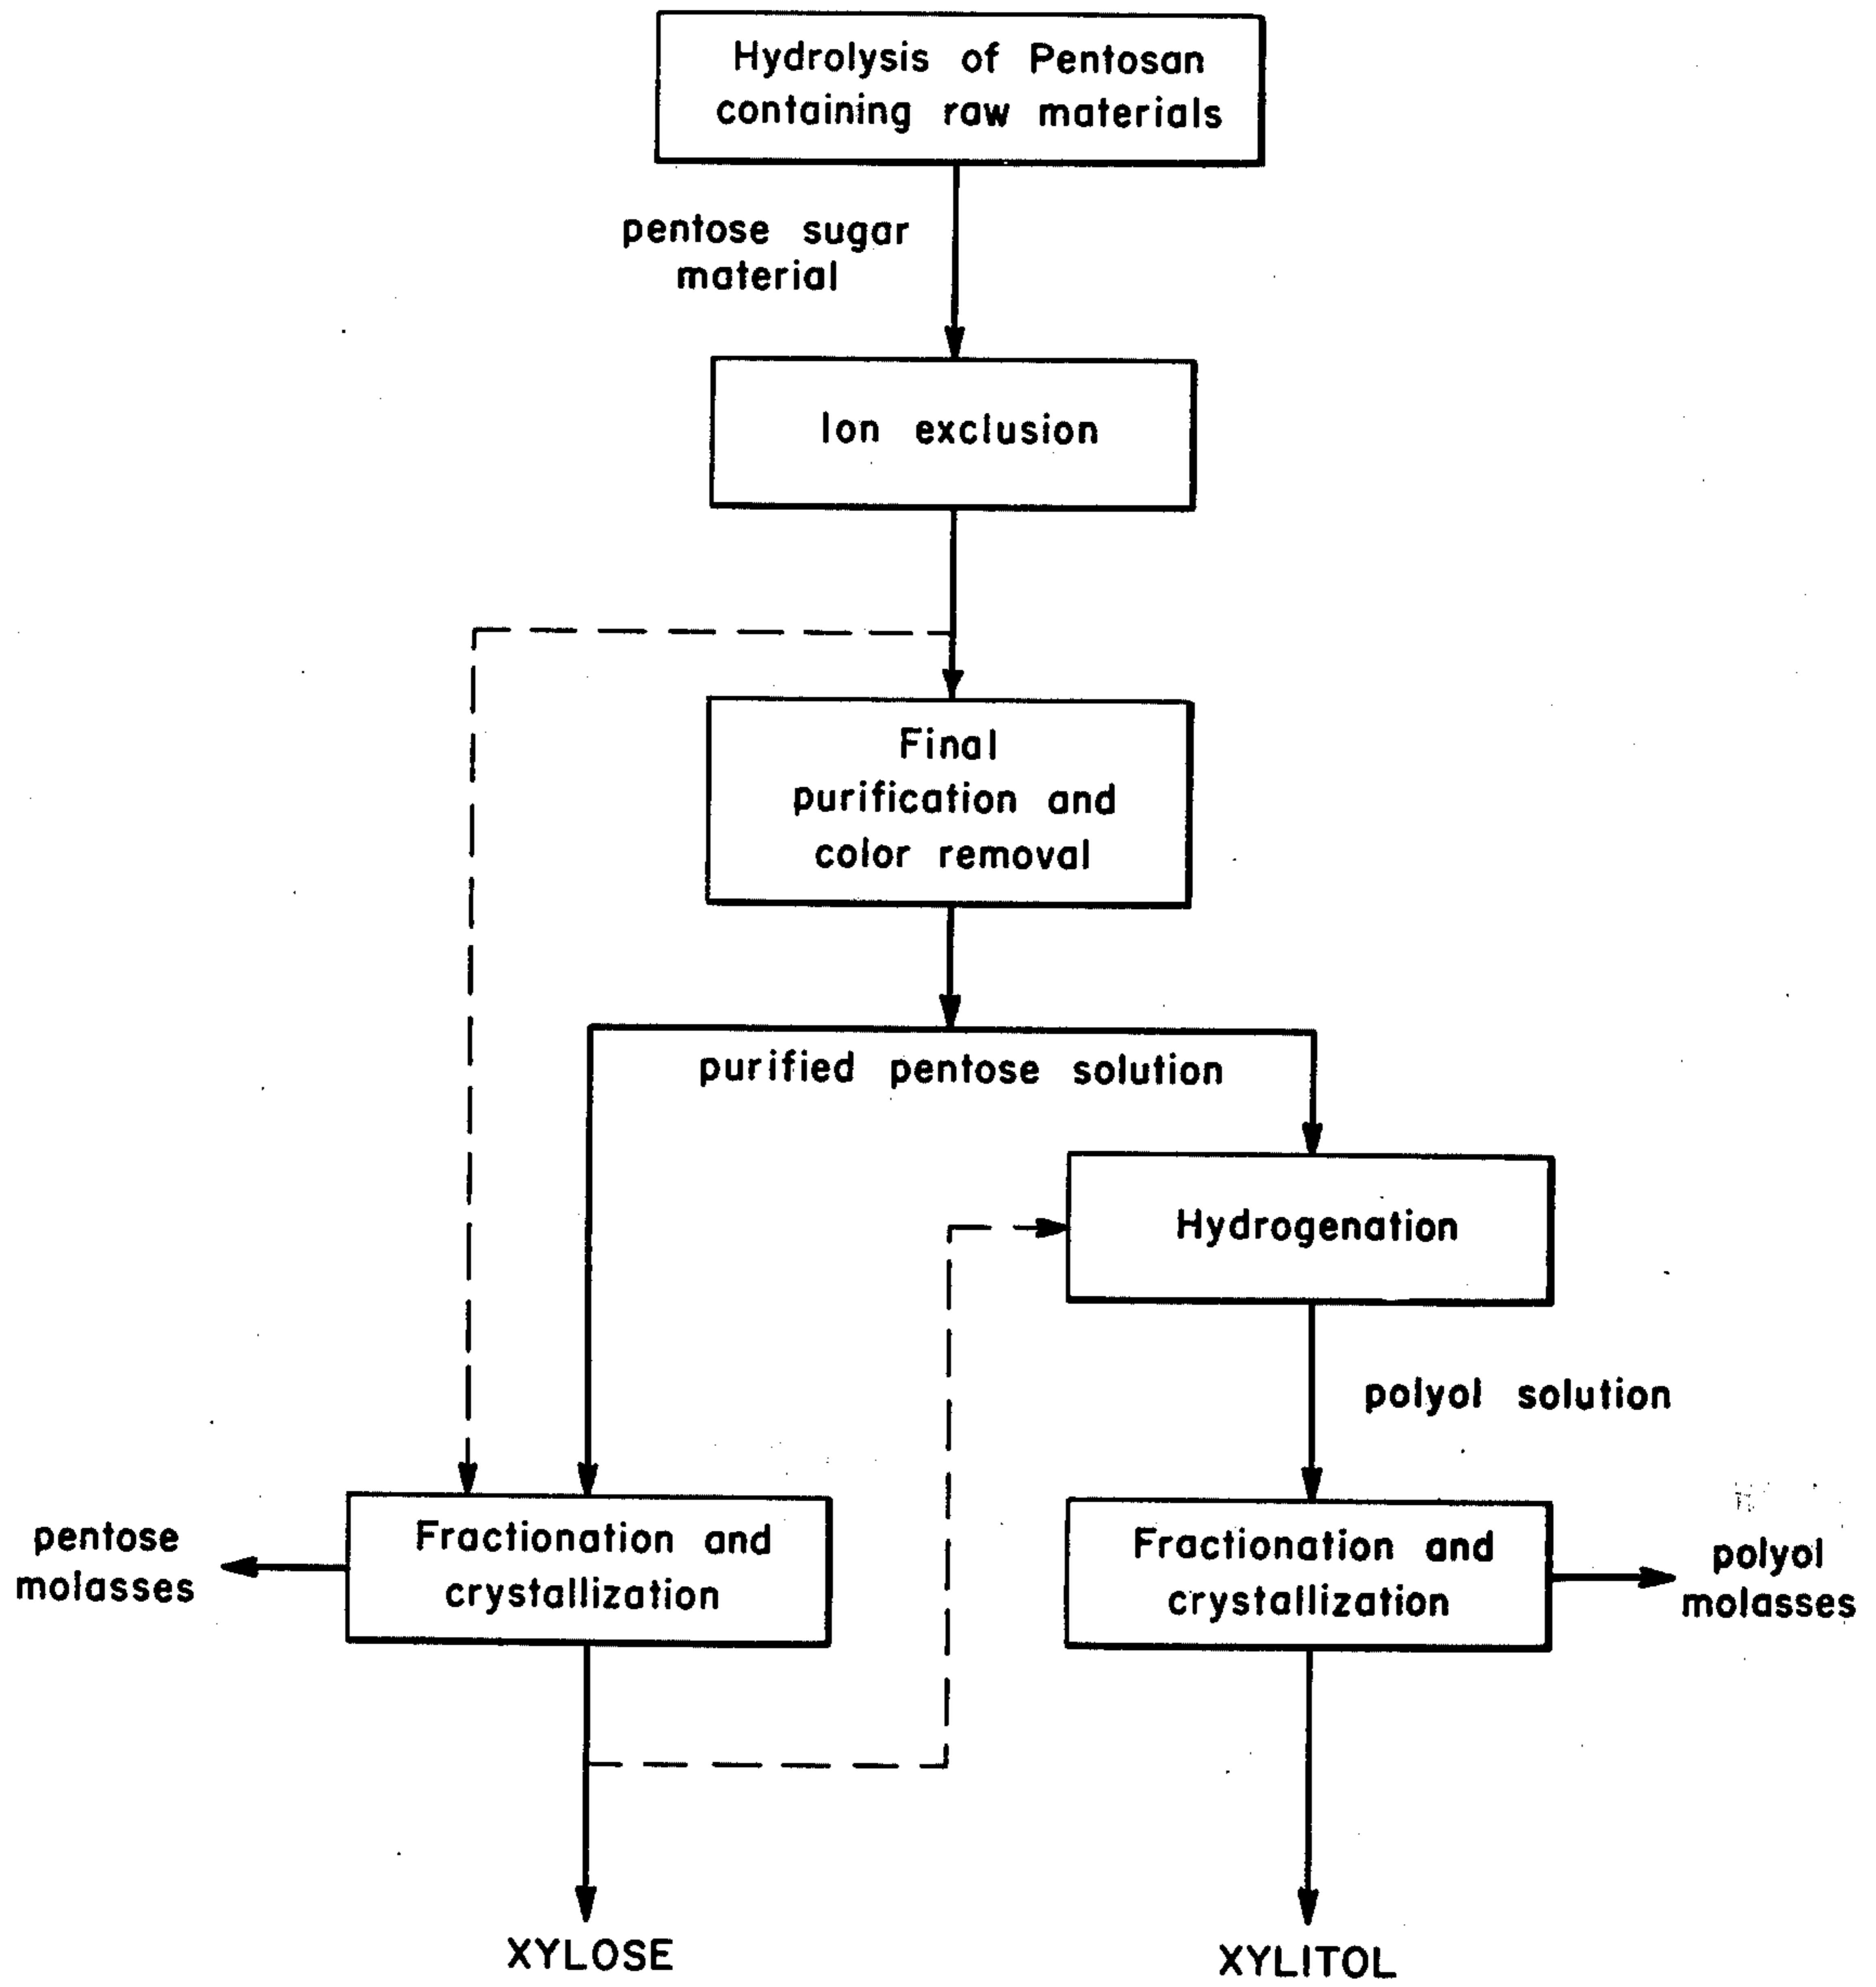 Hydrolysis of Pentosan
containing raw materials
pentose sugar
material
Ion exclusion
Final
purification and
color removal
purified pentose solution
Hydrogenation
polyol solution
pentose
molasses
Fractionation and
crystallization
Fractionation and
crystallization
polyol
molasses
XYLOSE
XYLITOL